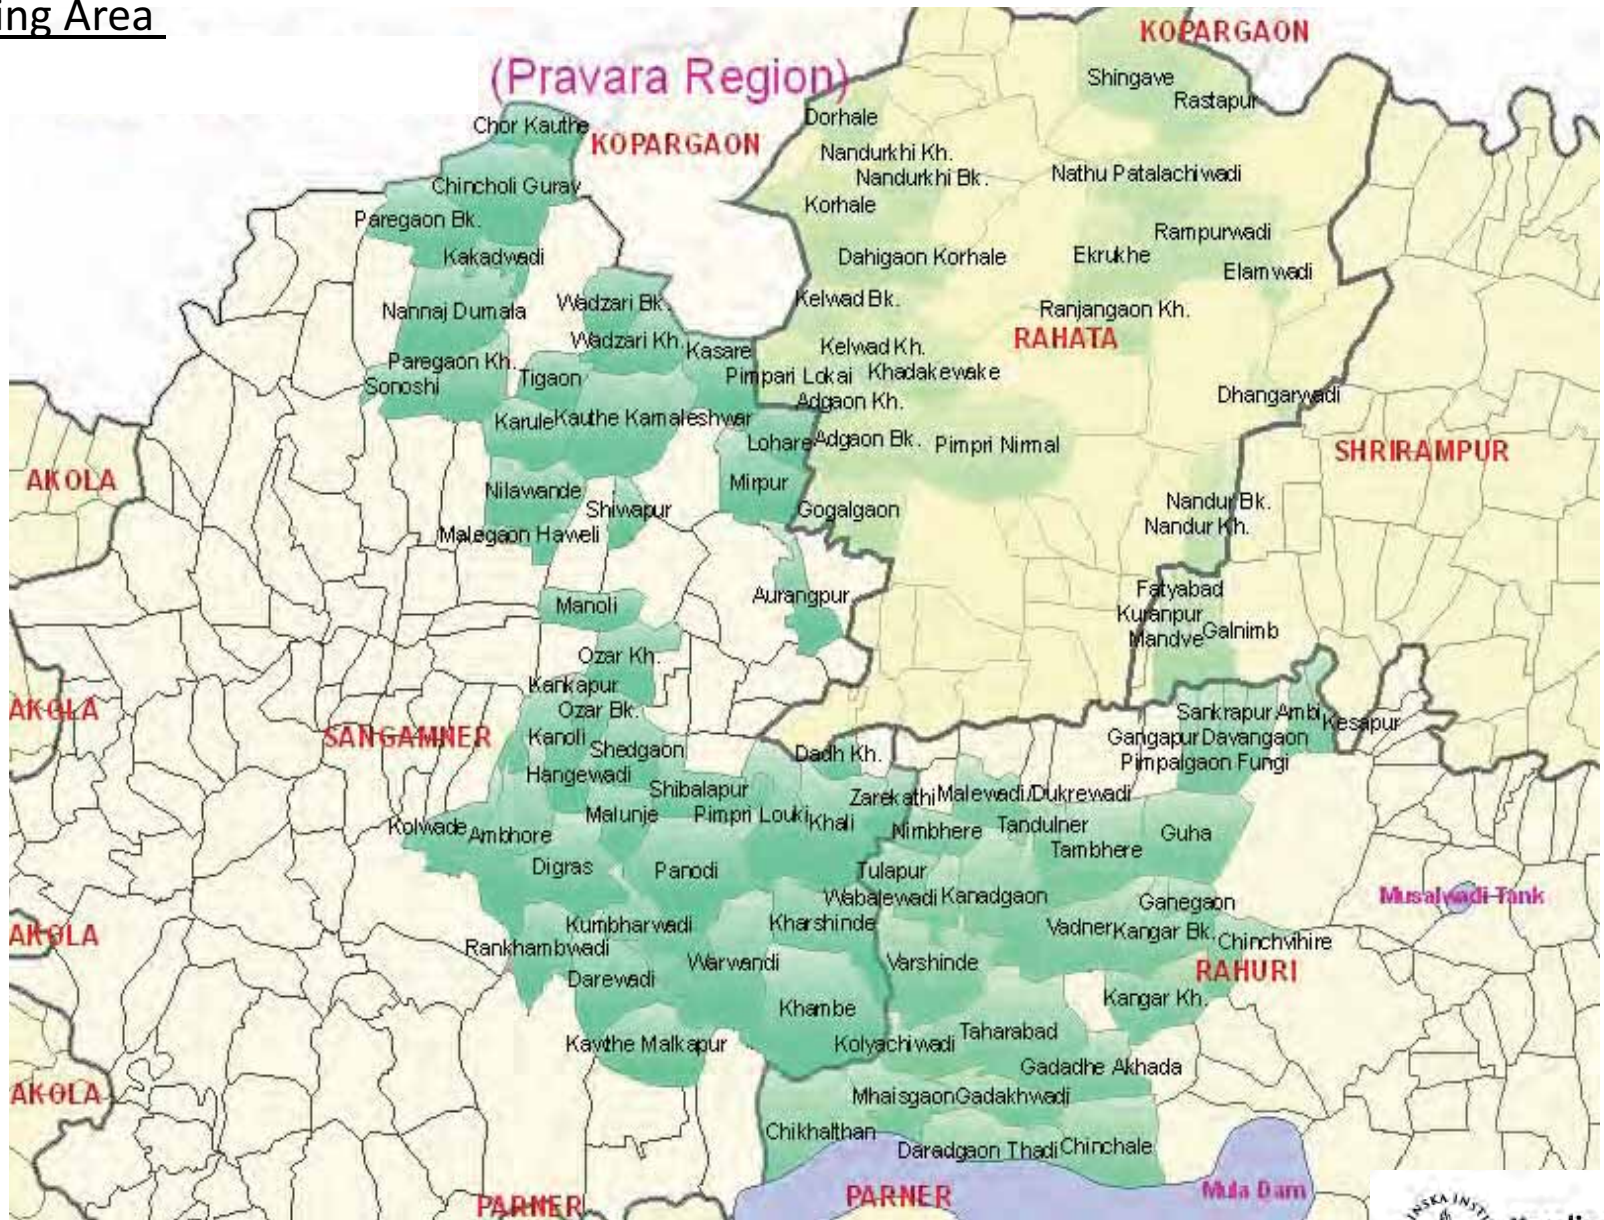 ing Area
KOPARGAON
(Pravara Region)
Shingave
Rastapur
Dorhale
Chor Kauthe
KOPARGAON
Nandurkhi Kh.
Nathu Patalachiwadi
Nandurkhi Bk.
Chincholi Gurav
Korhale
Paregaon Bk.
Rampurwadi
Kakadwadi
Dahigaon Korhale
Ekrukhe
Elamwadi
Wadzari Bk.
Kelwad Bk.
Nannaj Dumala
Ranjangaon Kh.
RAHATA
Wadzari Kh.
Kasare
Kelwad Kh.
Paregaon Kh.
Tigaon
Pimpari Lokai
Khadakewake
Sonoshi
Adgaon Kh.
Dhangarwadi
Karule
Kauthe Kamaleshwar
Lohare
Adgaon Bk.
Pimpri Nirmal
SHRIRAMPUR
AKOLA
Mirpur
Nilawande
Shiwapur
Gogalgaon
Nandur Bk.
Nandur Kh.
Malegaon Haweli
Fatyabad
Aurangpur
Manoli
Kuranpur
Mandve
Galnimb
Ozar Kh.
Kankapur
AKOLA
Ozar Bk.
Sankrapur
Ambi
Kesapur
SANGAMNER
Kanoli
Shedgaon
Dadh Kh.
Gangapur
Davangaon
Pimpalgaon Fungi
Hangewadi
Shibalapur
Zarekathi
Malewadi/Dukrewadi
Malunje
Pimpri Louki
Khali
Kolwade
Ambhore
Nimbhere
Tandulner
Guha
Tambhere
Digras
Panodi
Tulapur
Wabalewadi
Kanadgaon
Ganegaon
Musalwadi Tank
Kumbharwadi
Kharshinde
Vadner
Kangar Bk.
Chinchvihire
AKOLA
Rankhambwadi
Warwandi
Varshinde
RAHURI
Darewadi
Kangar Kh.
Khambe
Taharabad
Kavthe Malkapur
Kolyachiwadi
Gadadhe Akhada
AKOLA
Mhaisgaon
Gadakhwadi
Chikhalthan
Daradgaon Thadi
Chinchale
PARNER
PARNER
Mula Dam